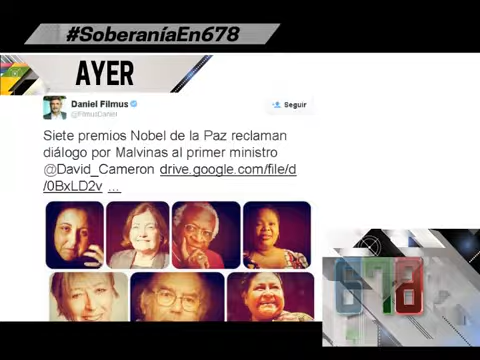 #SoberaníaEn678
AYER
Daniel Filmus
@FilmusDaniel
Seguir
Siete premios Nobel de la Paz reclaman
diálogo por Malvinas al primer ministro
@David_Cameron drive.google.com/file/d
/0BxLD2v ...
678